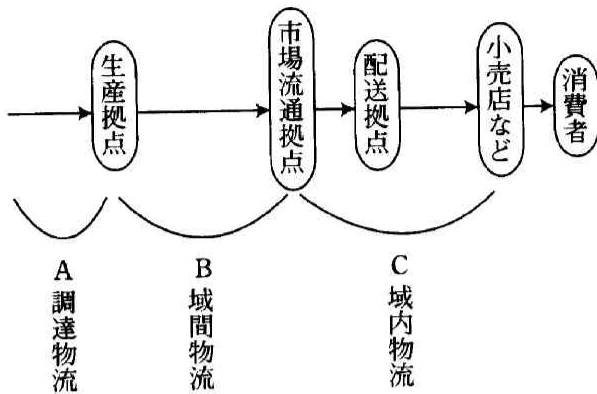 生産拠点
市場流通拠点
配送拠点
小売店など
消費者
A 調達物流
B 域間物流
C 域内物流